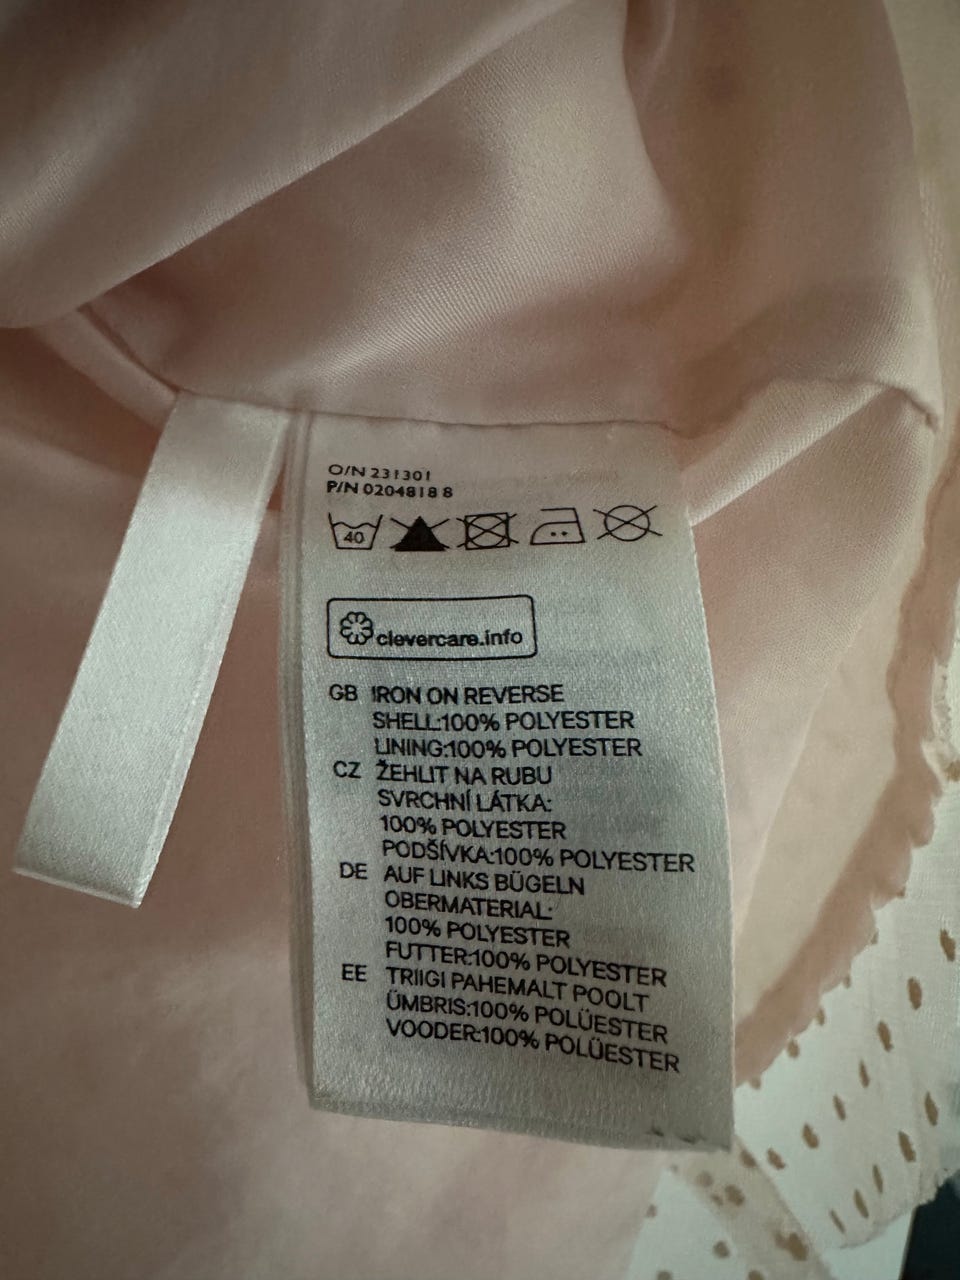 O/N 231301
P/N 0204818 8
40
clevercare.info
GB IRON ON REVERSE
SHELL:100% POLYESTER
LINING:100% POLYESTER
CZ ŽEHLIT NA RUBU
SVRCHNÍ LÁTKA:
100% POLYESTER
PODŠÍVKA:100% POLYESTER
DE AUF LINKS BÜGELN
OBERMATERIAL:
100% POLYESTER
FUTTER:100% POLYESTER
EE TRIIGI PAHEMALT POOLT
ÜMBRIS:100% POLÜESTER
VOODER:100% POLÜESTER